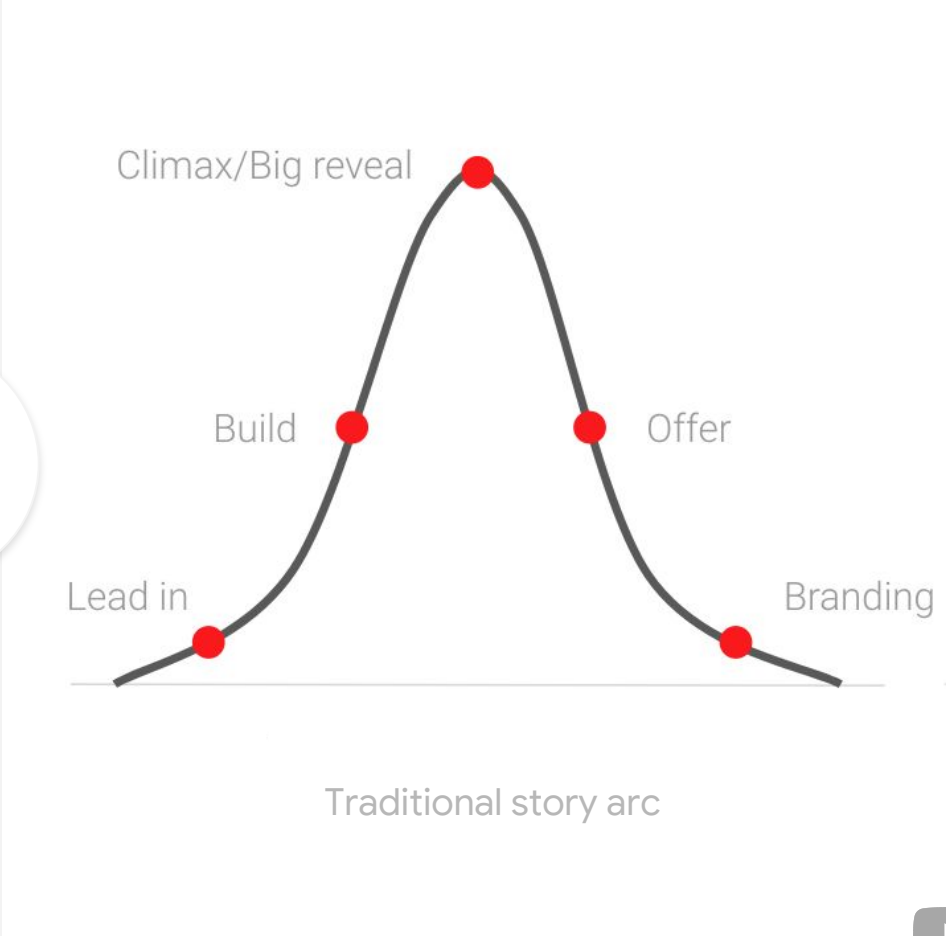 Climax/Big reveal
Build
Offer
Lead in
Branding
Traditional story arc